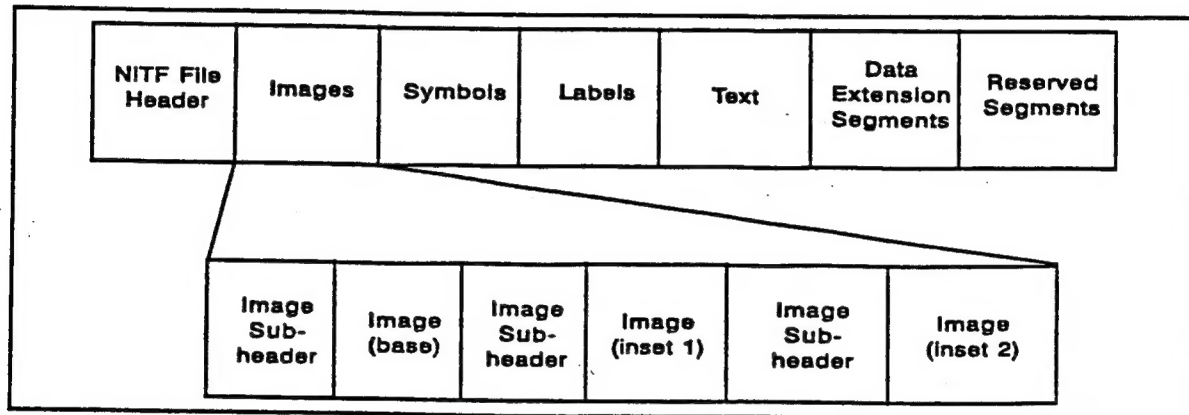 NITF File
Header
Images
Symbols
Labels
Text
Data
Extension
Segments
Reserved
Segments
Image
Sub-
header
Image
(base)
Image
Sub-
header
Image
(inset 1)
Image
Sub-
header
Image
(inset 2)